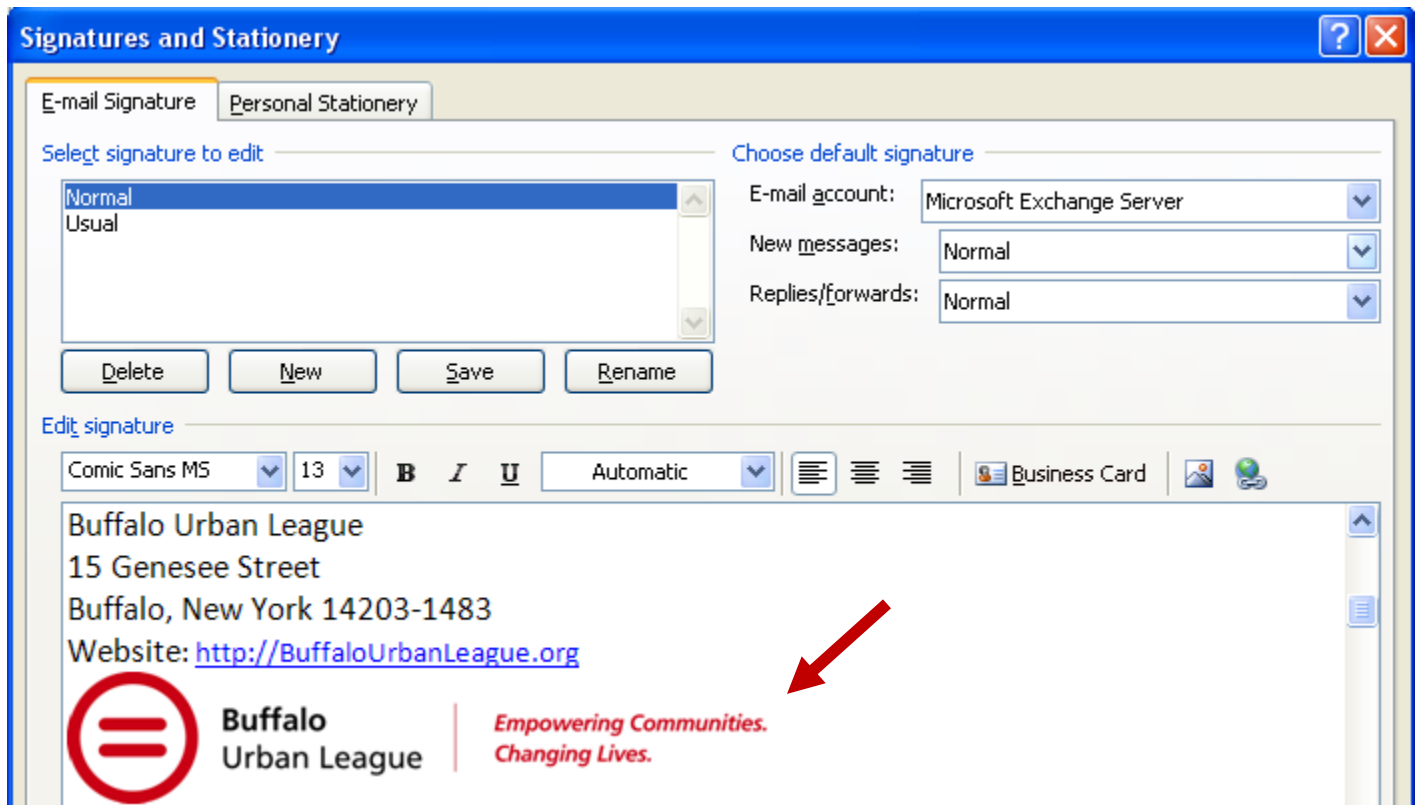 Signatures and Stationery
E-mail Signature
Personal Stationery
Select signature to edit
Normal
Usual
Delete
New
Save
Rename
Choose default signature
E-mail account:
Microsoft Exchange Server
New messages:
Normal
Replies/forwards:
Normal
Edit signature
Comic Sans MS
13
B
I
U
Automatic
Business Card
Buffalo Urban League
15 Genesee Street
Buffalo, New York 14203-1483
Website: http://BuffaloUrbanLeague.org
Buffalo
Urban League
Empowering Communities.
Changing Lives.